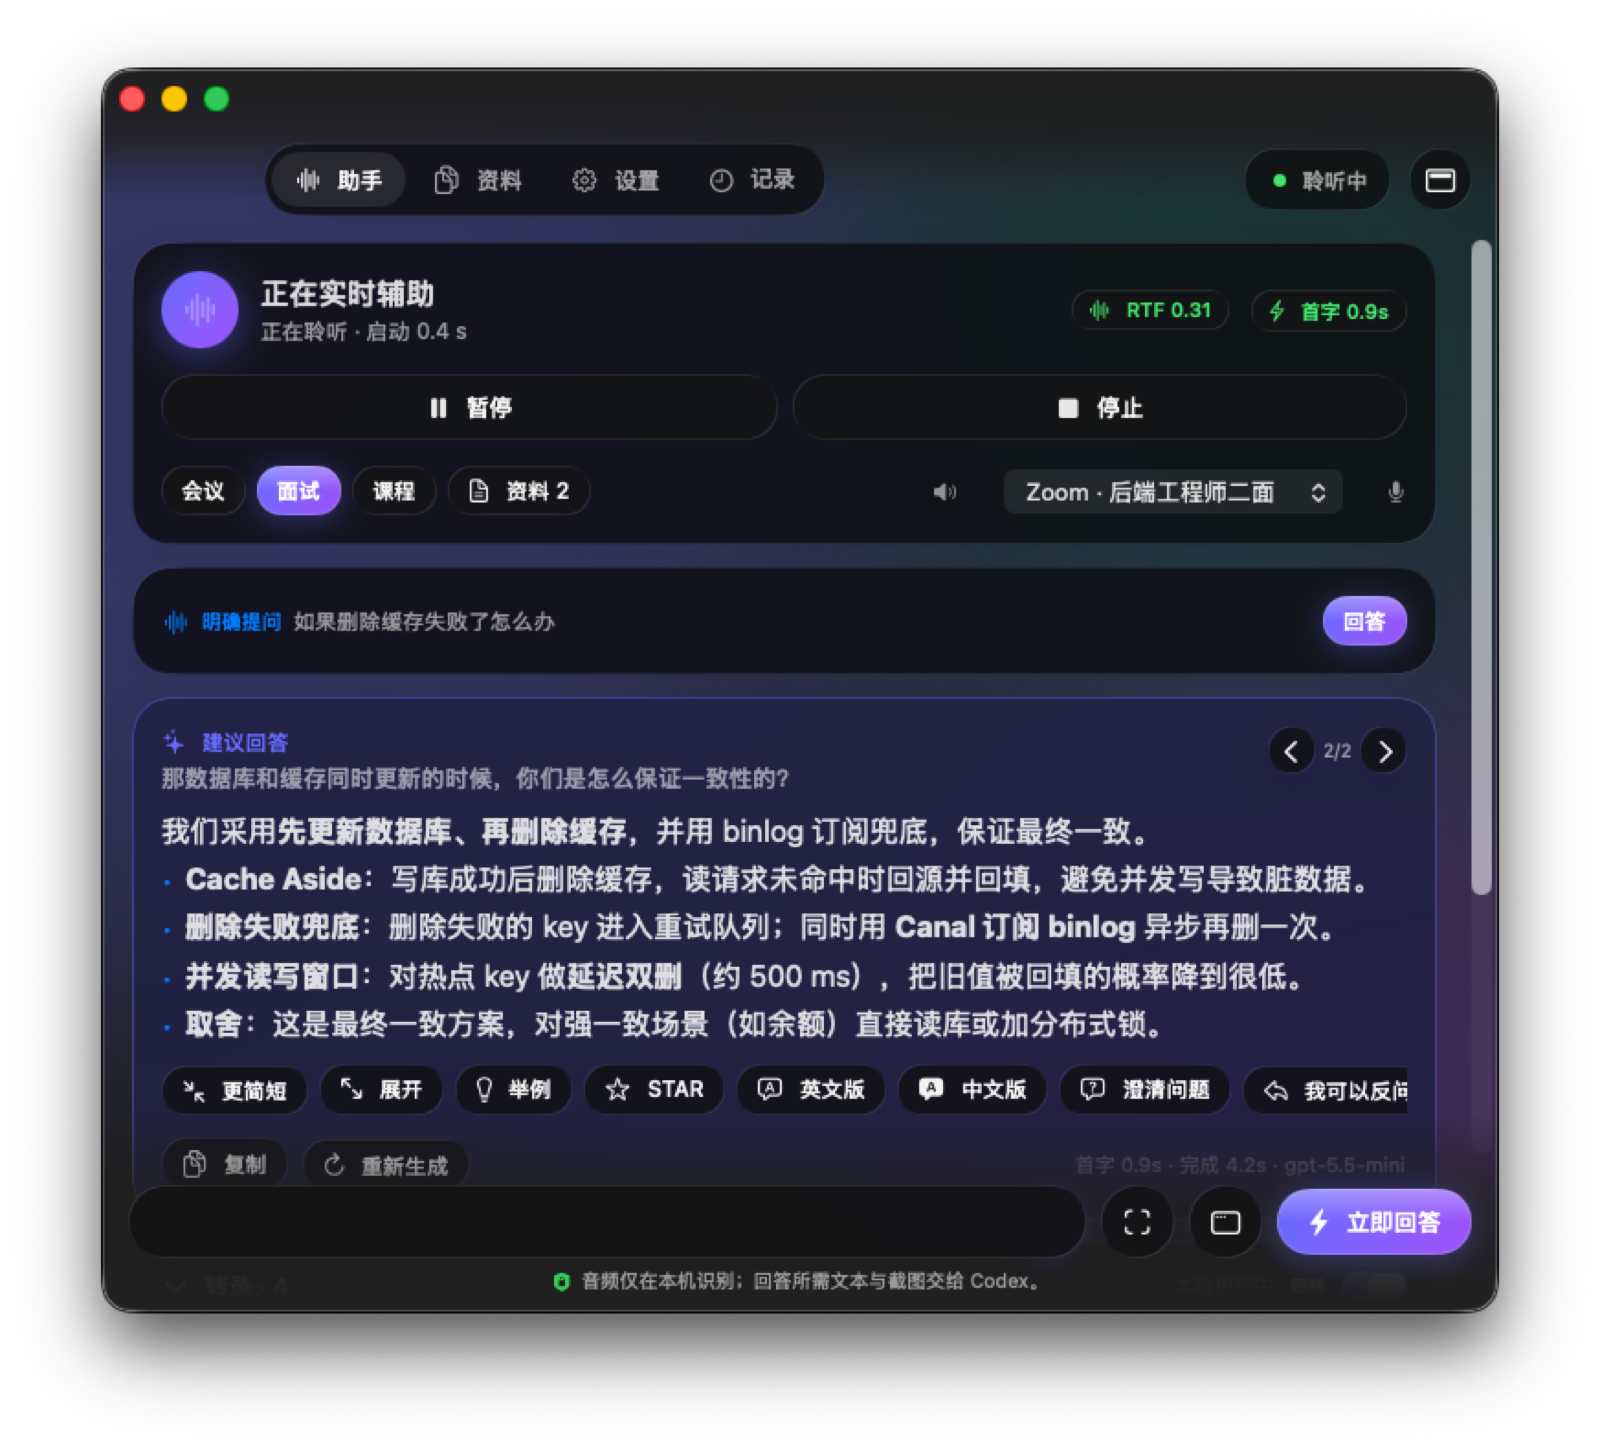 助手 资料 设置 记录 聆听中
正在实时辅助
正在聆听 · 启动 0.4 s
RTF 0.31 首字 0.9s
暂停 停止
会议 面试 课程 资料 2 Zoom · 后端工程师二面
明确提问 如果删除缓存失败了怎么办 回答
建议回答
2/2
那数据库和缓存同时更新的时候，你们是怎么保证一致性的？
我们采用先更新数据库、再删除缓存，并用 binlog 订阅兜底，保证最终一致。
· Cache Aside：写库成功后删除缓存，读请求未命中时回源并回填，避免并发写导致脏数据。
· 删除失败兜底：删除失败的 key 进入重试队列；同时用 Canal 订阅 binlog 异步再删一次。
· 并发读写窗口：对热点 key 做延迟双删（约 500 ms），把旧值被回填的概率降到很低。
· 取舍：这是最终一致方案，对强一致场景（如余额）直接读库或加分布式锁。
更简短 展开 举例 STAR 英文版 中文版 澄清问题 我可以反问
复制 重新生成 首字 0.9s · 完成 4.2s · gpt-5.5-mini
立即回答
转录 · 4
音频仅在本机识别；回答所需文本与截图交给 Codex。